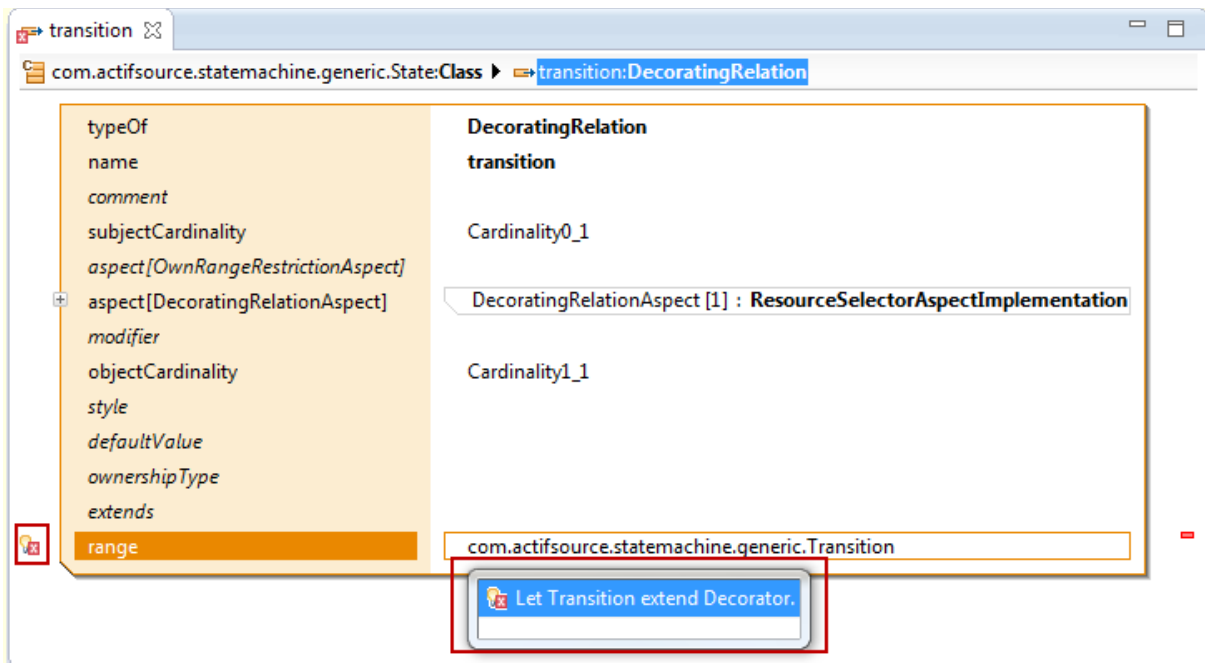 transition
com.actifsource.statemachine.generic.State:Class transition:DecoratingRelation
typeOf DecoratingRelation
name transition
comment
subjectCardinality Cardinality0_1
aspect[OwnRangeRestrictionAspect]
aspect[DecoratingRelationAspect] DecoratingRelationAspect [1] : ResourceSelectorAspectImplementation
modifier
objectCardinality Cardinality1_1
style
defaultValue
ownershipType
extends
range com.actifsource.statemachine.generic.Transition
Let Transition extend Decorator.